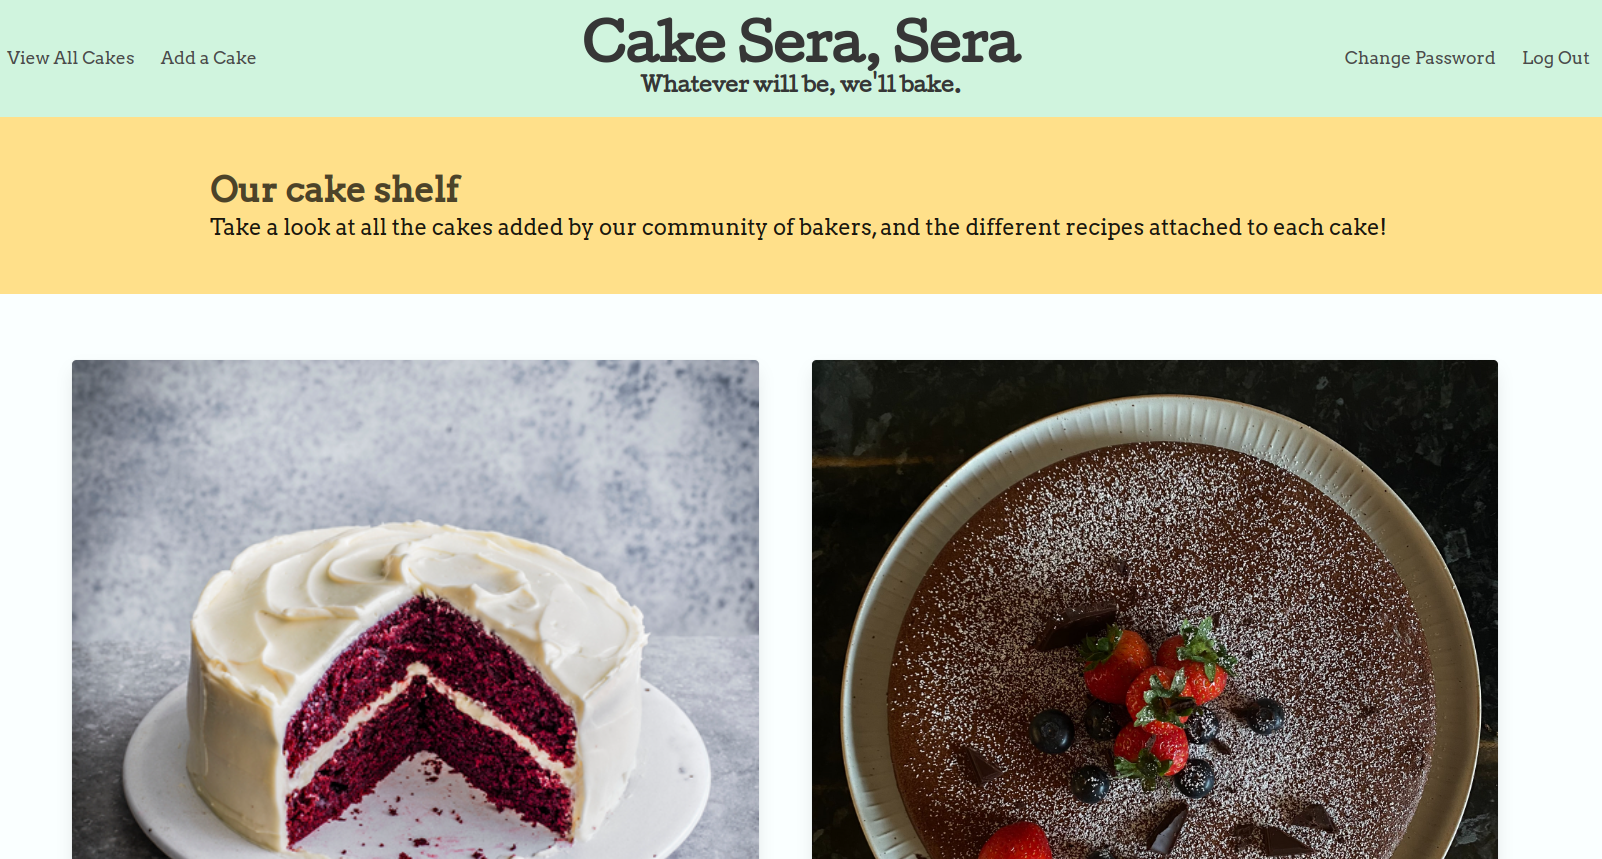 View All Cakes
Add a Cake
Cake Sera, Sera
Whatever will be, we'll bake.
Change Password
Log Out
Our cake shelf
Take a look at all the cakes added by our community of bakers, and the different recipes attached to each cake!